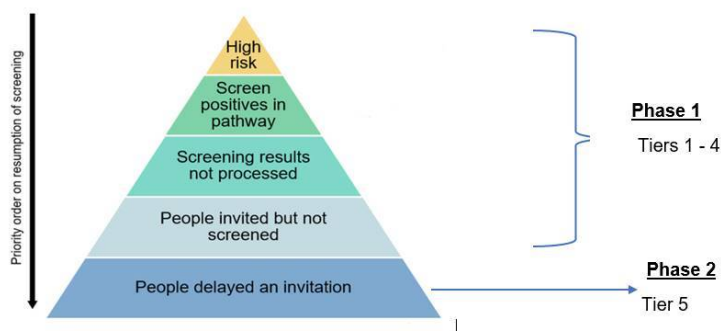 Priority order on resumption of screening
High
risk
Screen
positives in
pathway
Screening results
not processed
People invited but not
screened
People delayed an invitation
Phase 1
Tiers 1 - 4
Phase 2
Tier 5